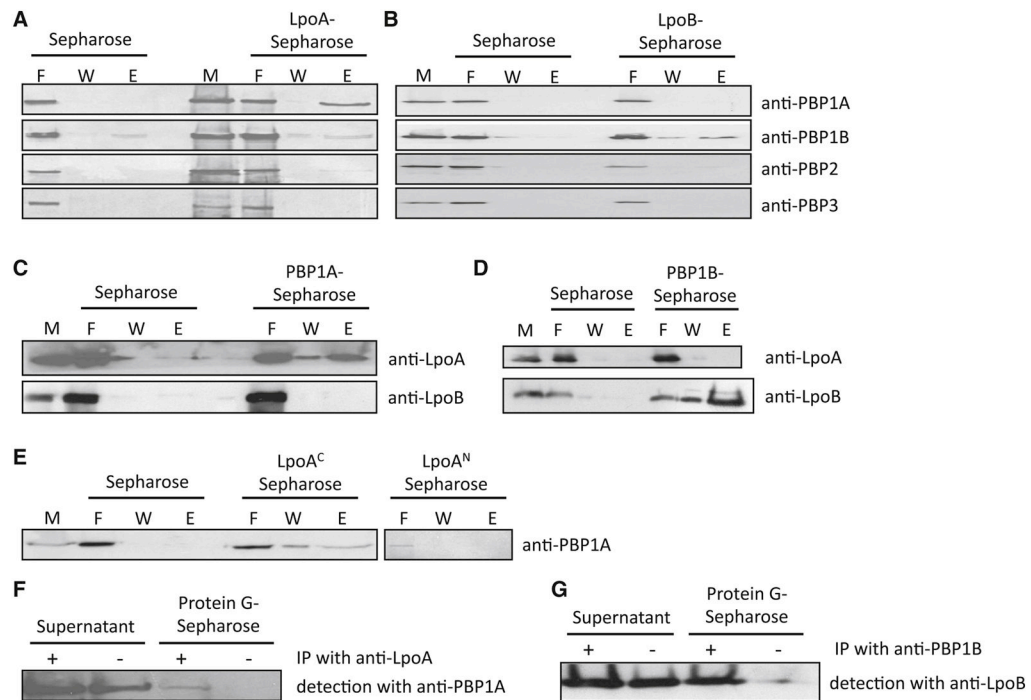 A
Sepharose
LpoA-
Sepharose
F W E M F W E
B
Sepharose
LpoB-
Sepharose
M F W E F W E
anti-PBP1A
anti-PBP1B
anti-PBP2
anti-PBP3
C
Sepharose
PBP1A-
Sepharose
M F W E F W E
anti-LpoA
anti-LpoB
D
Sepharose
PBP1B-
Sepharose
M F W E F W E
anti-LpoA
anti-LpoB
E
Sepharose
LpoAᶜ
Sepharose
LpoAᴺ
Sepharose
M F W E F W E F W E
anti-PBP1A
F
Supernatant
Protein G-
Sepharose
+ - + - IP with anti-LpoA
detection with anti-PBP1A
G
Supernatant
Protein G-
Sepharose
+ - + - IP with anti-PBP1B
detection with anti-LpoB